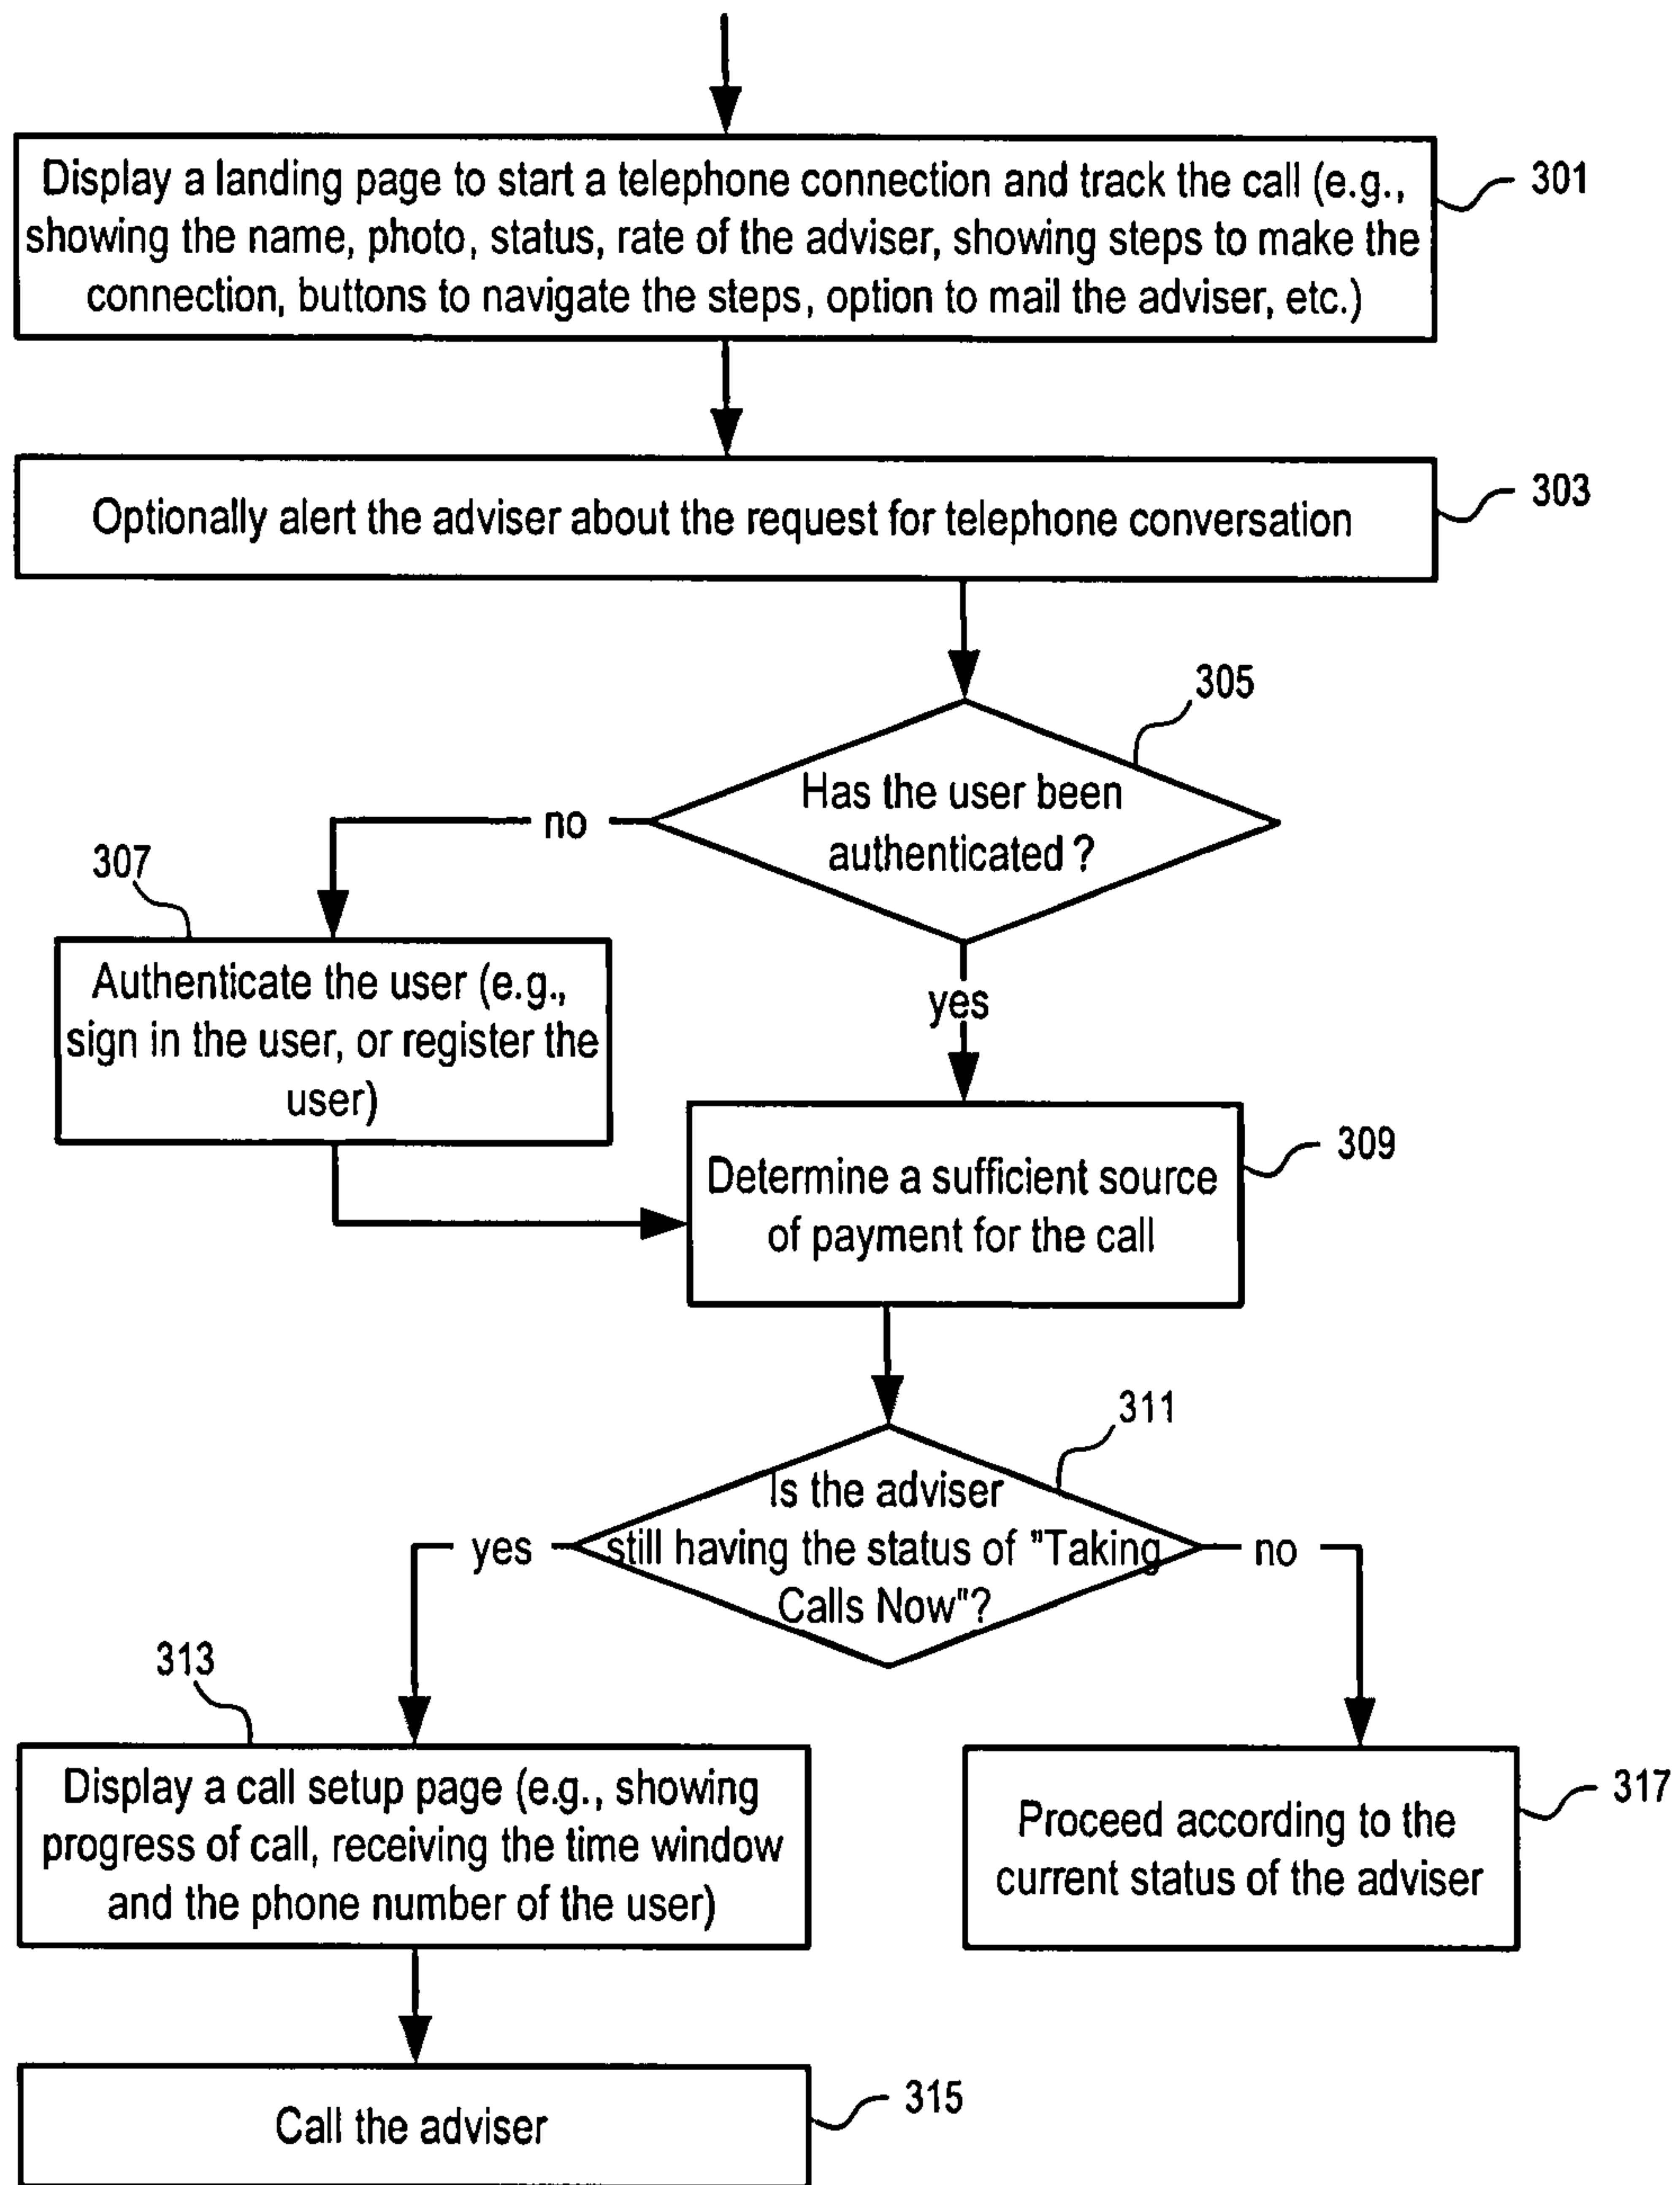 Display a landing page to start a telephone connection and track the call (e.g.,
showing the name, photo, status, rate of the adviser, showing steps to make the
connection, buttons to navigate the steps, option to mail the adviser, etc.)
301
Optionally alert the adviser about the request for telephone conversation
303
305
Has the user been
authenticated ?
no
307
Authenticate the user (e.g.,
sign in the user, or register the
user)
yes
309
Determine a sufficient source
of payment for the call
311
Is the adviser
still having the status of "Taking
Calls Now"?
yes
no
313
Display a call setup page (e.g., showing
progress of call, receiving the time window
and the phone number of the user)
317
Proceed according to the
current status of the adviser
315
Call the adviser